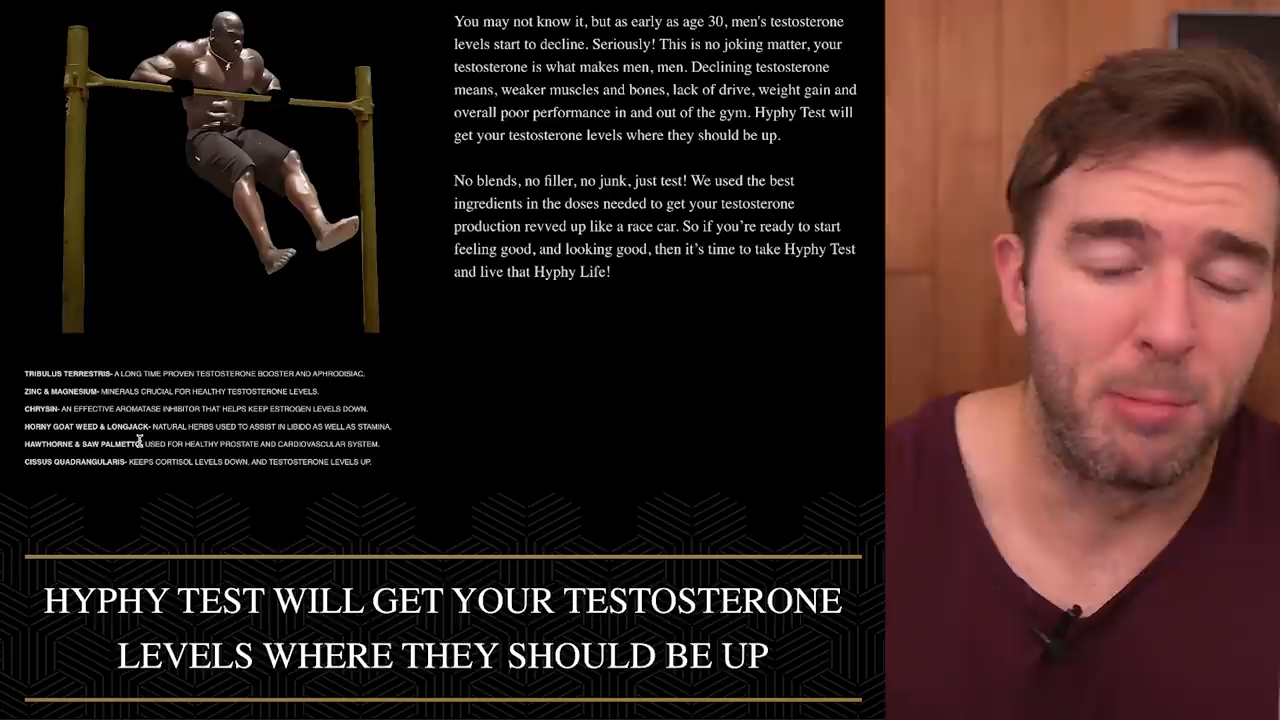 You may not know it, but as early as age 30, men's testosterone
levels start to decline. Seriously! This is no joking matter, your
testosterone is what makes men, men. Declining testosterone
means, weaker muscles and bones, lack of drive, weight gain and
overall poor performance in and out of the gym. Hyphy Test will
get your testosterone levels where they should be up.
No blends, no filler, no junk, just test! We used the best
ingredients in the doses needed to get your testosterone
production revved up like a race car. So if you're ready to start
feeling good, and looking good, then it's time to take Hyphy Test
and live that Hyphy Life!
TRIBULUS TERRESTRIS- A LONG TIME PROVEN TESTOSTERONE BOOSTER AND APHRODISIAC.
ZINC & MAGNESIUM- MINERALS CRUCIAL FOR HEALTHY TESTOSTERONE LEVELS.
CHRYSIN- AN EFFECTIVE AROMATASE INHIBITOR THAT HELPS KEEP ESTROGEN LEVELS DOWN.
HORNY GOAT WEED & LONGJACK- NATURAL HERBS USED TO ASSIST IN LIBIDO AS WELL AS STAMINA.
HAWTHORNE & SAW PALMETTO- USED FOR HEALTHY PROSTATE AND CARDIOVASCULAR SYSTEM.
CISSUS QUADRANGULARIS- KEEPS CORTISOL LEVELS DOWN, AND TESTOSTERONE LEVELS UP.
HYPHY TEST WILL GET YOUR TESTOSTERONE
LEVELS WHERE THEY SHOULD BE UP